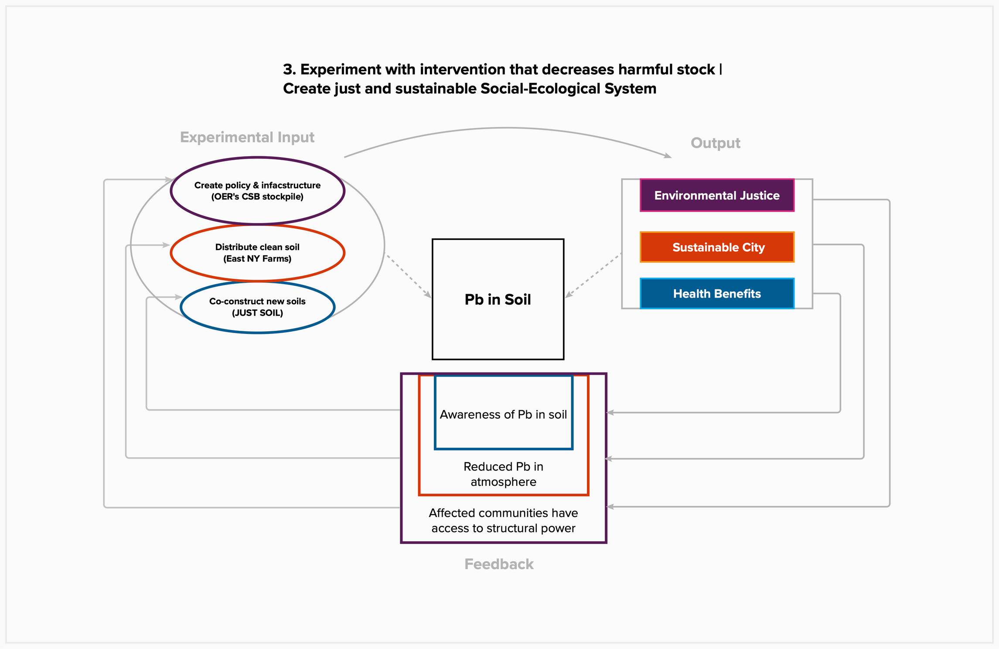 3. Experiment with intervention that decreases harmful stock |
Create just and sustainable Social-Ecological System
Experimental Input
Output
Create policy & infacstructure
(OER's CSB stockpile)
Distribute clean soil
(East NY Farms)
Co-construct new soils
(JUST SOIL)
Pb in Soil
Environmental Justice
Sustainable City
Health Benefits
Awareness of Pb in soil
Reduced Pb in
atmosphere
Affected communities have
access to structural power
Feedback